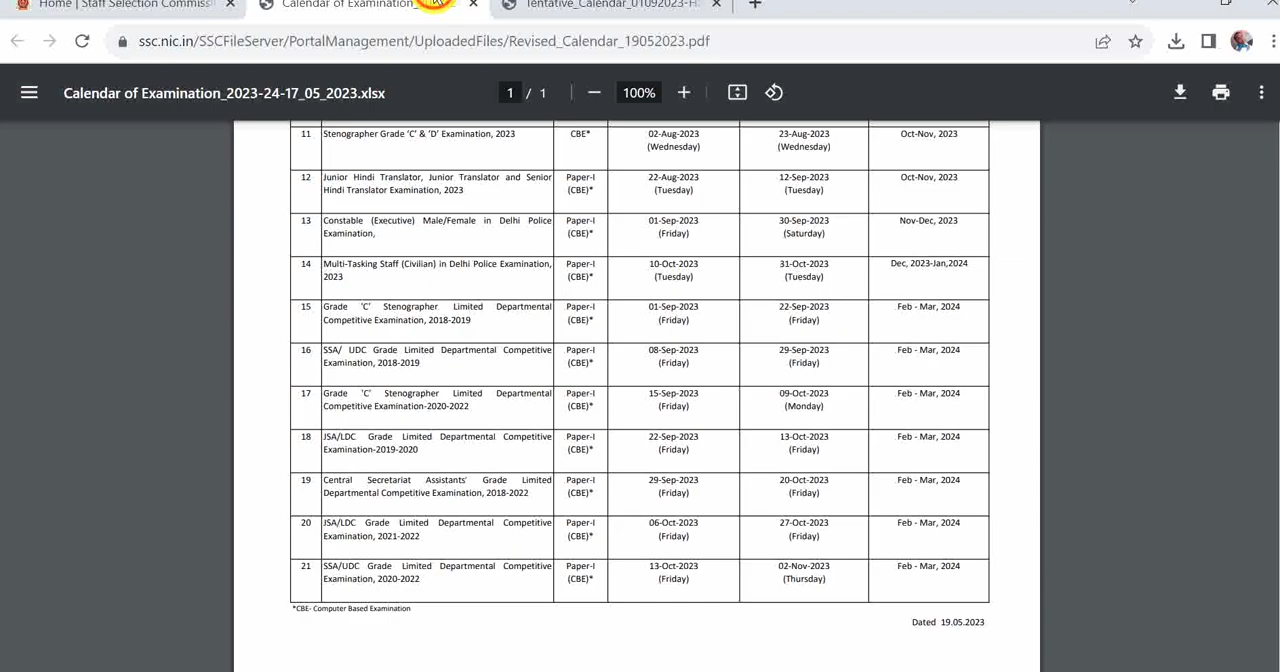 Home | Staff Selection Commiss
Calendar of Examination_
Tentative_Calendar_01092023-H
ssc.nic.in/SSCFileServer/PortalManagement/UploadedFiles/Revised_Calendar_19052023.pdf
Calendar of Examination_2023-24-17_05_2023.xlsx
1 / 1
100%
11 Stenographer Grade 'C' & 'D' Examination, 2023 CBE* 02-Aug-2023 23-Aug-2023 Oct-Nov, 2023
(Wednesday) (Wednesday)
12 Junior Hindi Translator, Junior Translator and Senior Paper-I 22-Aug-2023 12-Sep-2023 Oct-Nov, 2023
Hindi Translator Examination, 2023 (CBE)* (Tuesday) (Tuesday)
13 Constable (Executive) Male/Female in Delhi Police Paper-I 01-Sep-2023 30-Sep-2023 Nov-Dec, 2023
Examination, (CBE)* (Friday) (Saturday)
14 Multi-Tasking Staff (Civilian) in Delhi Police Examination, Paper-I 10-Oct-2023 31-Oct-2023 Dec, 2023-Jan,2024
2023 (CBE)* (Tuesday) (Tuesday)
15 Grade 'C' Stenographer Limited Departmental Paper-I 01-Sep-2023 22-Sep-2023 Feb - Mar, 2024
Competitive Examination, 2018-2019 (CBE)* (Friday) (Friday)
16 SSA/ UDC Grade Limited Departmental Competitive Paper-I 08-Sep-2023 29-Sep-2023 Feb - Mar, 2024
Examination, 2018-2019 (CBE)* (Friday) (Friday)
17 Grade 'C' Stenographer Limited Departmental Paper-I 15-Sep-2023 09-Oct-2023 Feb - Mar, 2024
Competitive Examination-2020-2022 (CBE)* (Friday) (Monday)
18 JSA/LDC Grade Limited Departmental Competitive Paper-I 22-Sep-2023 13-Oct-2023 Feb - Mar, 2024
Examination-2019-2020 (CBE)* (Friday) (Friday)
19 Central Secretariat Assistants' Grade Limited Paper-I 29-Sep-2023 20-Oct-2023 Feb - Mar, 2024
Departmental Competitive Examination, 2018-2022 (CBE)* (Friday) (Friday)
20 JSA/LDC Grade Limited Departmental Competitive Paper-I 06-Oct-2023 27-Oct-2023 Feb - Mar, 2024
Examination, 2021-2022 (CBE)* (Friday) (Friday)
21 SSA/UDC Grade Limited Departmental Competitive Paper-I 13-Oct-2023 02-Nov-2023 Feb - Mar, 2024
Examination, 2020-2022 (CBE)* (Friday) (Thursday)
*CBE- Computer Based Examination
Dated 19.05.2023